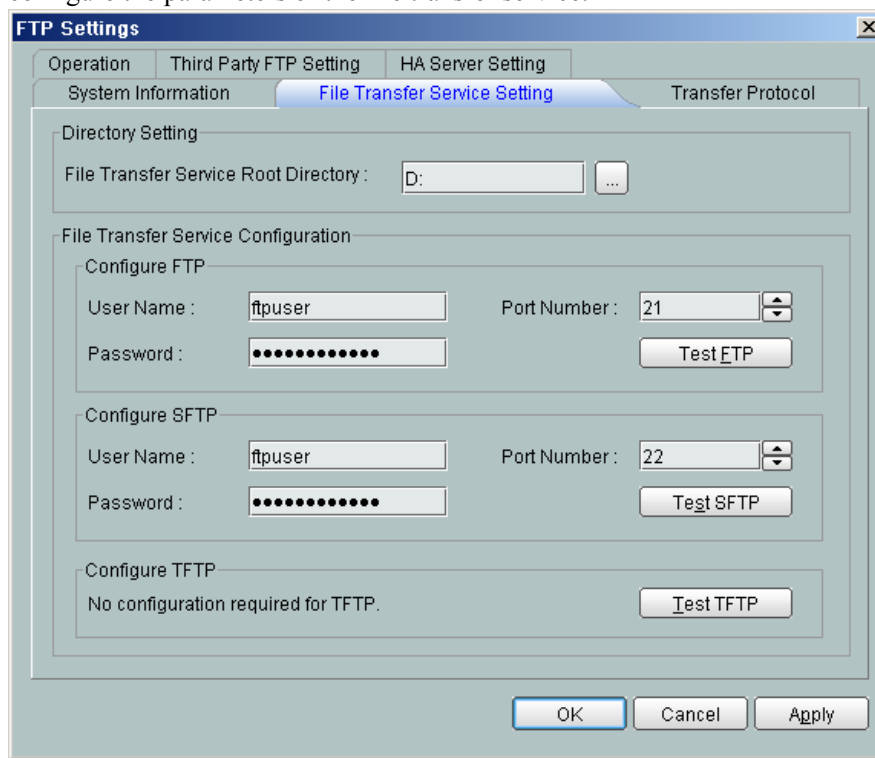 FTP Settings
Operation Third Party FTP Setting HA Server Setting
System Information File Transfer Service Setting Transfer Protocol
Directory Setting
File Transfer Service Root Directory : D: ...
File Transfer Service Configuration
Configure FTP
User Name : ftpuser Port Number : 21
Password : ●●●●●●●●●●●● Test FTP
Configure SFTP
User Name : ftpuser Port Number : 22
Password : ●●●●●●●●●●●● Test SFTP
Configure TFTP
No configuration required for TFTP. Test TFTP
OK Cancel Apply